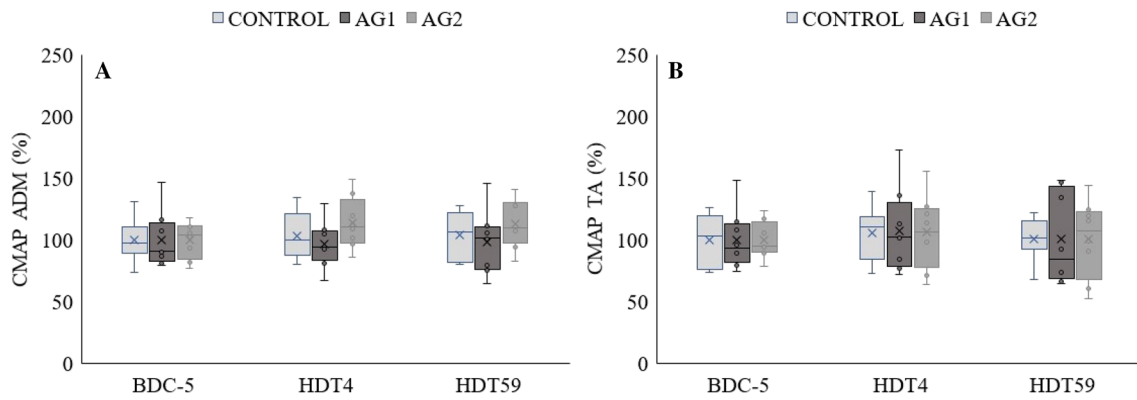 CONTROL AG1 AG2
A
CMAP ADM (%)
250
200
150
100
50
0
BDC-5 HDT4 HDT59
CONTROL AG1 AG2
B
CMAP TA (%)
250
200
150
100
50
0
BDC-5 HDT4 HDT59